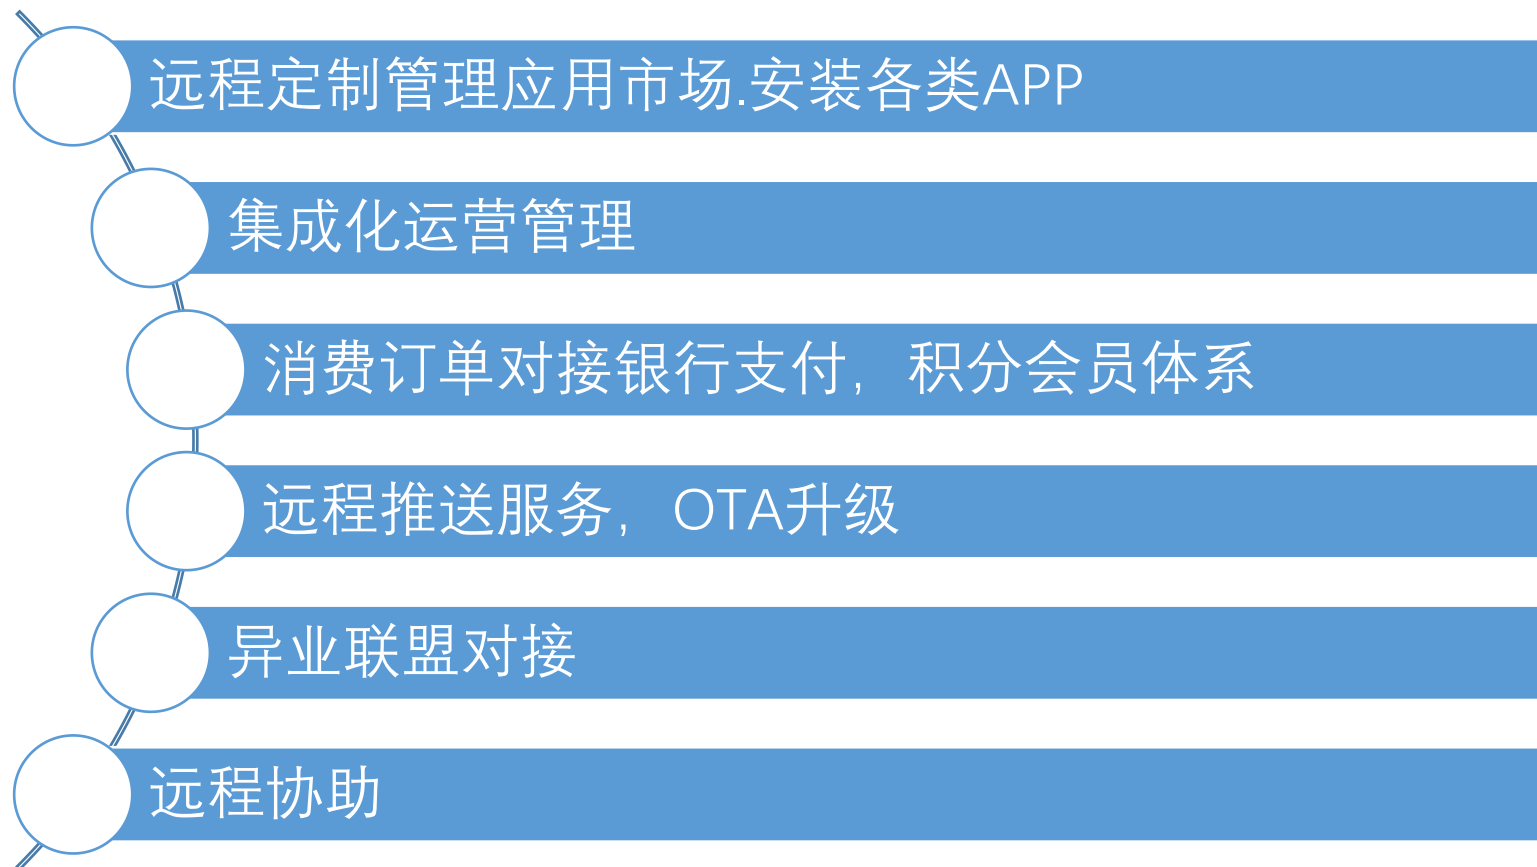 远程定制管理应用市场.安装各类APP
集成化运营管理
消费订单对接银行支付，积分会员体系
远程推送服务，OTA升级
异业联盟对接
远程协助